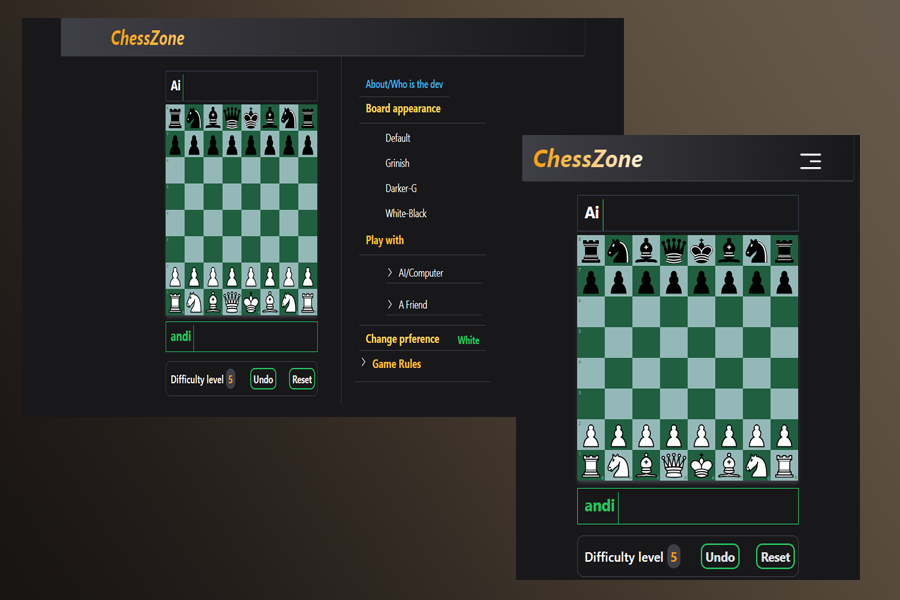 ChessZone
Ai
andi
Difficulty level 5 Undo Reset
About/Who is the dev
Board appearance
Default
Grinish
Darker-G
White-Black
Play with
AI/Computer
A Friend
Change prference White
Game Rules
ChessZone
Ai
andi
Difficulty level 5 Undo Reset